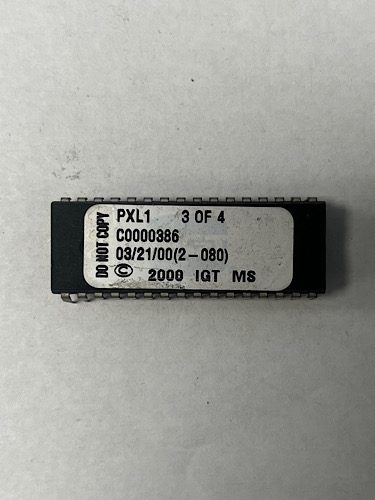 DO NOT COPY
PXL1 3 OF 4
C0000386
03/21/00(2-080)
© 2000 IGT MS